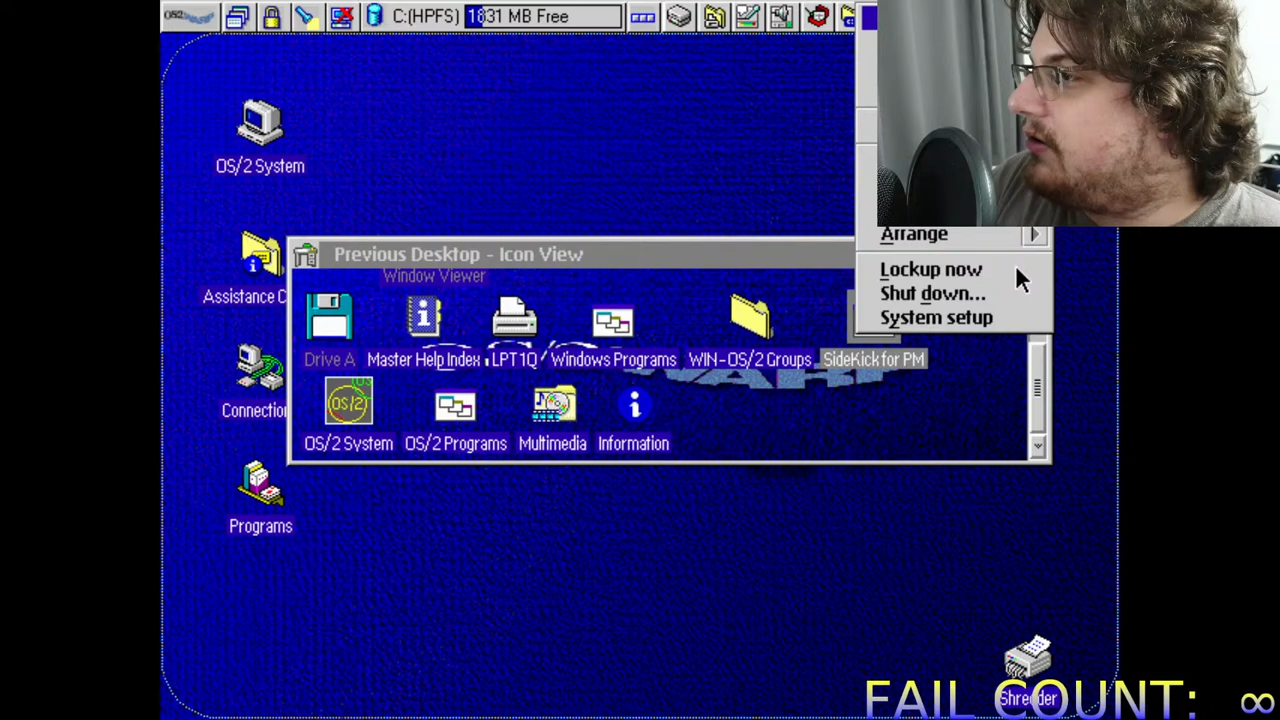 C:(HPFS) 1831 MB Free
Arrange
Lockup now
Shut down...
System setup
OS/2 System
Assistance C
Connection
Programs
Previous Desktop - Icon View
Window Viewer
Drive A
Master Help Index
LPT1Q
Windows Programs
WIN-OS/2 Groups
SideKick for PM
OS/2
OS/2 System
OS/2 Programs
Multimedia
Information
Shredder
FAIL COUNT: ∞